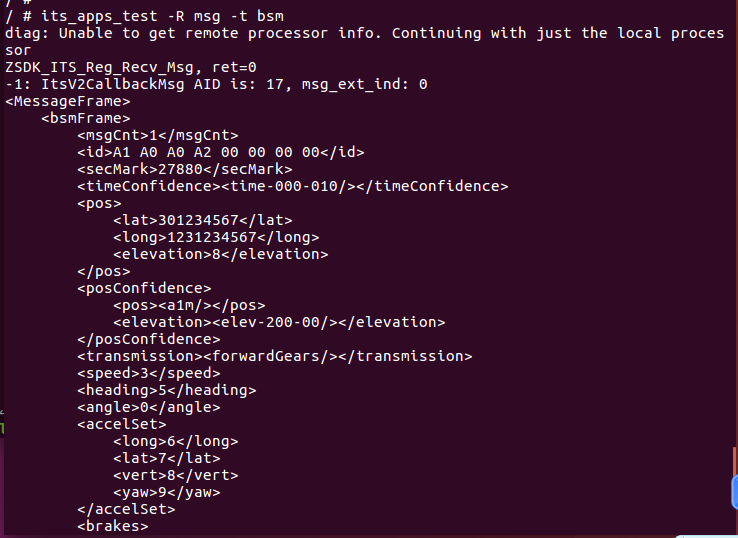 / #
/ # its_apps_test -R msg -t bsm
diag: Unable to get remote processor info. Continuing with just the local proces
sor
ZSDK_ITS_Reg_Recv_Msg, ret=0
-1: ItsV2CallbackMsg AID is: 17, msg_ext_ind: 0
<MessageFrame>
    <bsmFrame>
        <msgCnt>1</msgCnt>
        <id>A1 A0 A0 A2 00 00 00 00</id>
        <secMark>27880</secMark>
        <timeConfidence><time-000-010/></timeConfidence>
        <pos>
            <lat>301234567</lat>
            <long>1231234567</long>
            <elevation>8</elevation>
        </pos>
        <posConfidence>
            <pos><a1m/></pos>
            <elevation><elev-200-00/></elevation>
        </posConfidence>
        <transmission><forwardGears/></transmission>
        <speed>3</speed>
        <heading>5</heading>
        <angle>0</angle>
        <accelSet>
            <long>6</long>
            <lat>7</lat>
            <vert>8</vert>
            <yaw>9</yaw>
        </accelSet>
        <brakes>